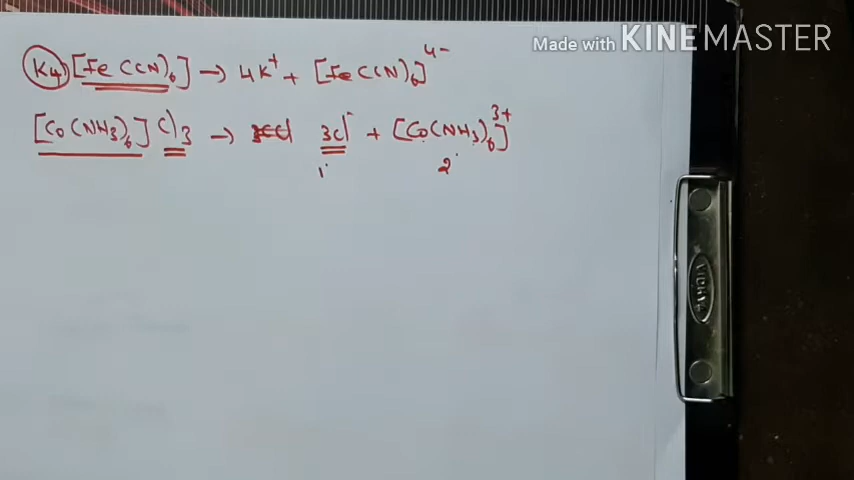 Made with KINEMASTER
K4[Fe(CN)6] → 4K+ + [Fe(CN)6]4-
[Co(NH3)6]Cl3 → 3Cl- + [Co(NH3)6]3+
1 2
VICKY